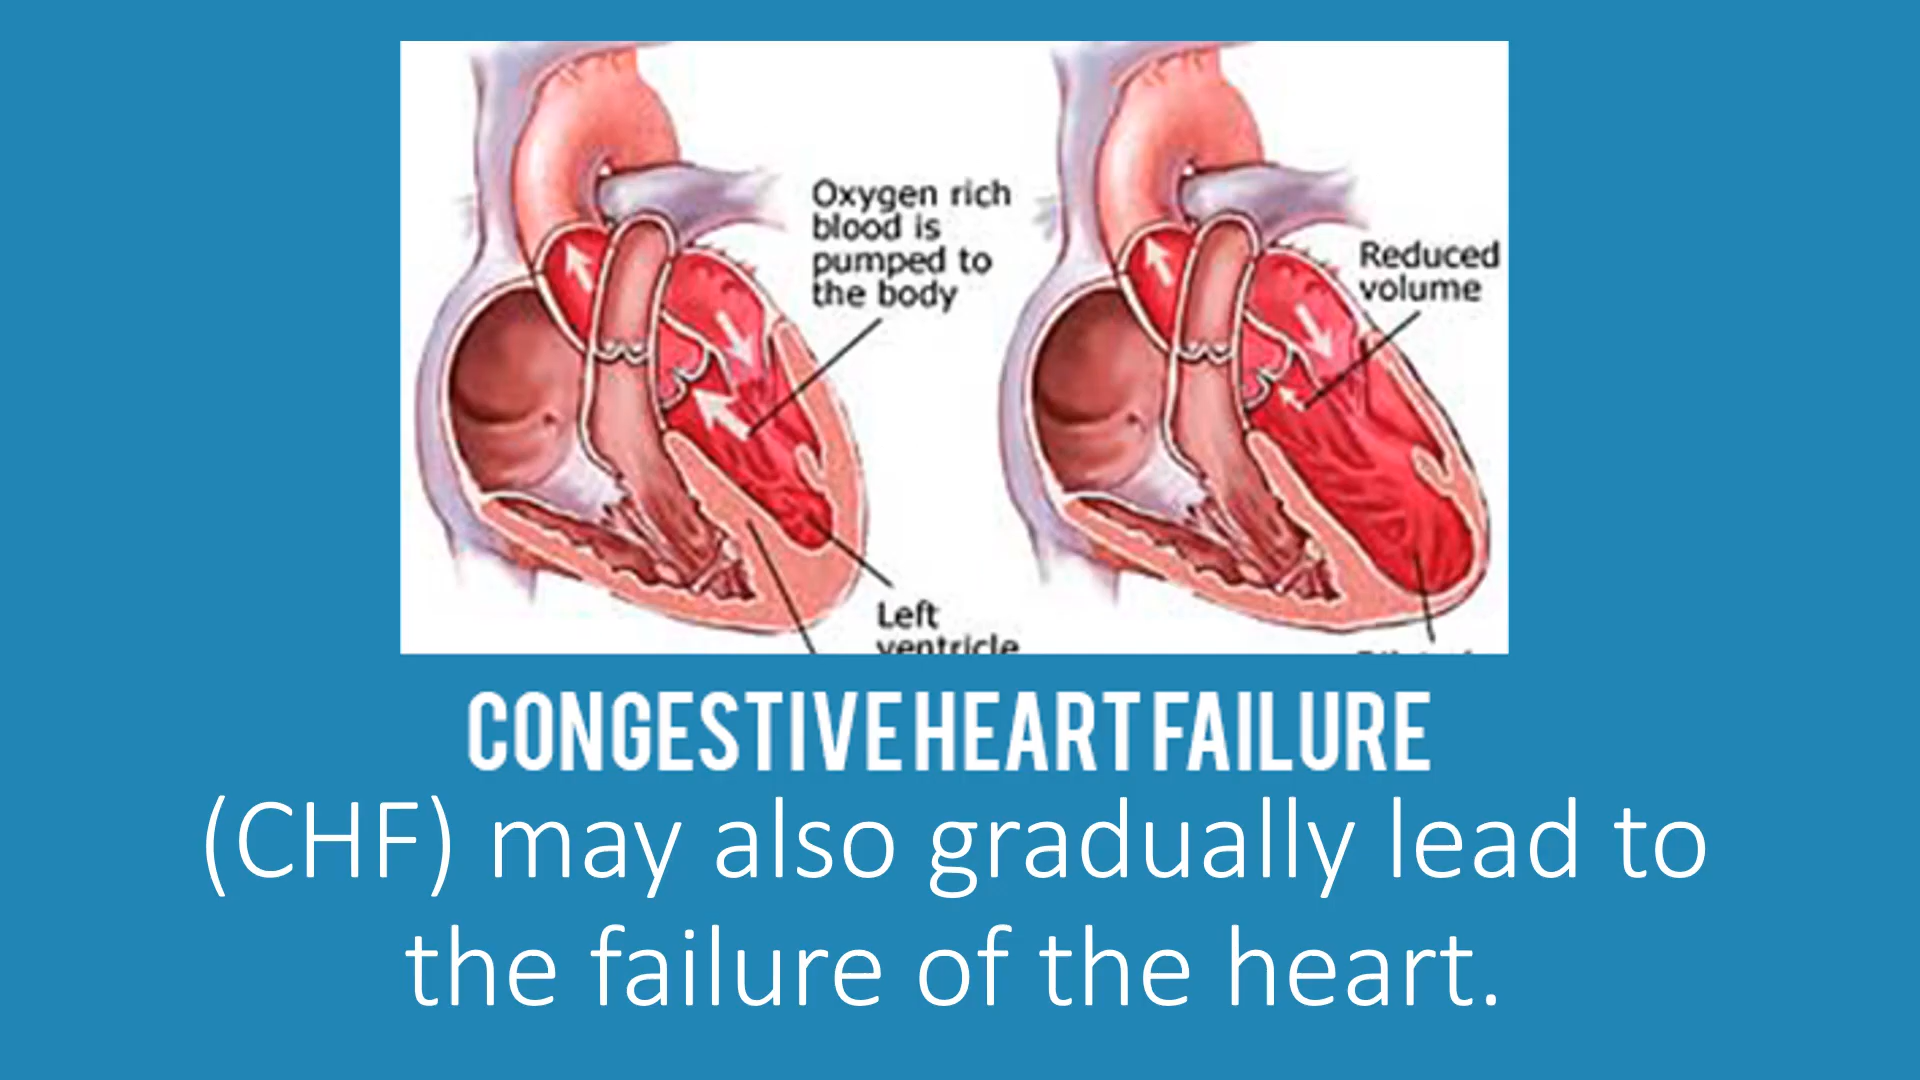 Oxygen rich
blood is
pumped to
the body
Reduced
volume
Left
ventricle
CONGESTIVE HEART FAILURE
(CHF) may also gradually lead to
the failure of the heart.